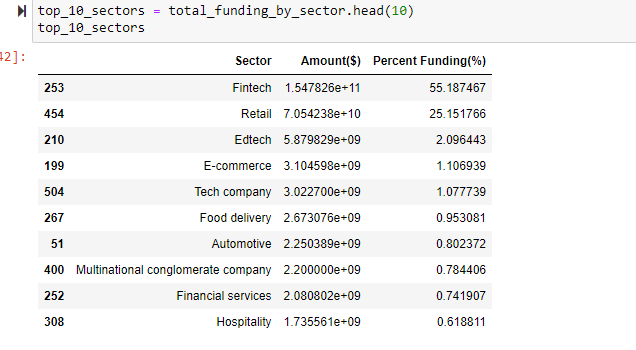 top_10_sectors = total_funding_by_sector.head(10)
top_10_sectors
42]:
Sector Amount($) Percent Funding(%)
253 Fintech 1.547826e+11 55.187467
454 Retail 7.054238e+10 25.151766
210 Edtech 5.879829e+09 2.096443
199 E-commerce 3.104598e+09 1.106939
504 Tech company 3.022700e+09 1.077739
267 Food delivery 2.673076e+09 0.953081
51 Automotive 2.250389e+09 0.802372
400 Multinational conglomerate company 2.200000e+09 0.784406
252 Financial services 2.080802e+09 0.741907
308 Hospitality 1.735561e+09 0.618811